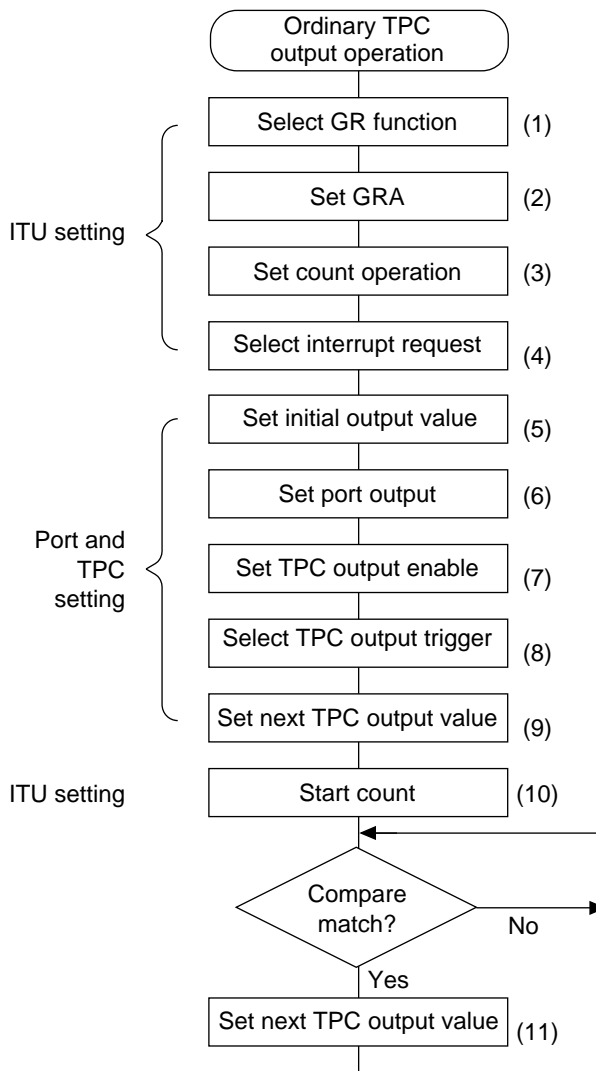 Ordinary TPC
output operation
Select GR function
(1)
Set GRA
(2)
ITU setting
Set count operation
(3)
Select interrupt request
(4)
Set initial output value
(5)
Set port output
(6)
Port and
TPC
setting
Set TPC output enable
(7)
Select TPC output trigger
(8)
Set next TPC output value
(9)
ITU setting
Start count
(10)
Compare
match?
No
Yes
Set next TPC output value
(11)